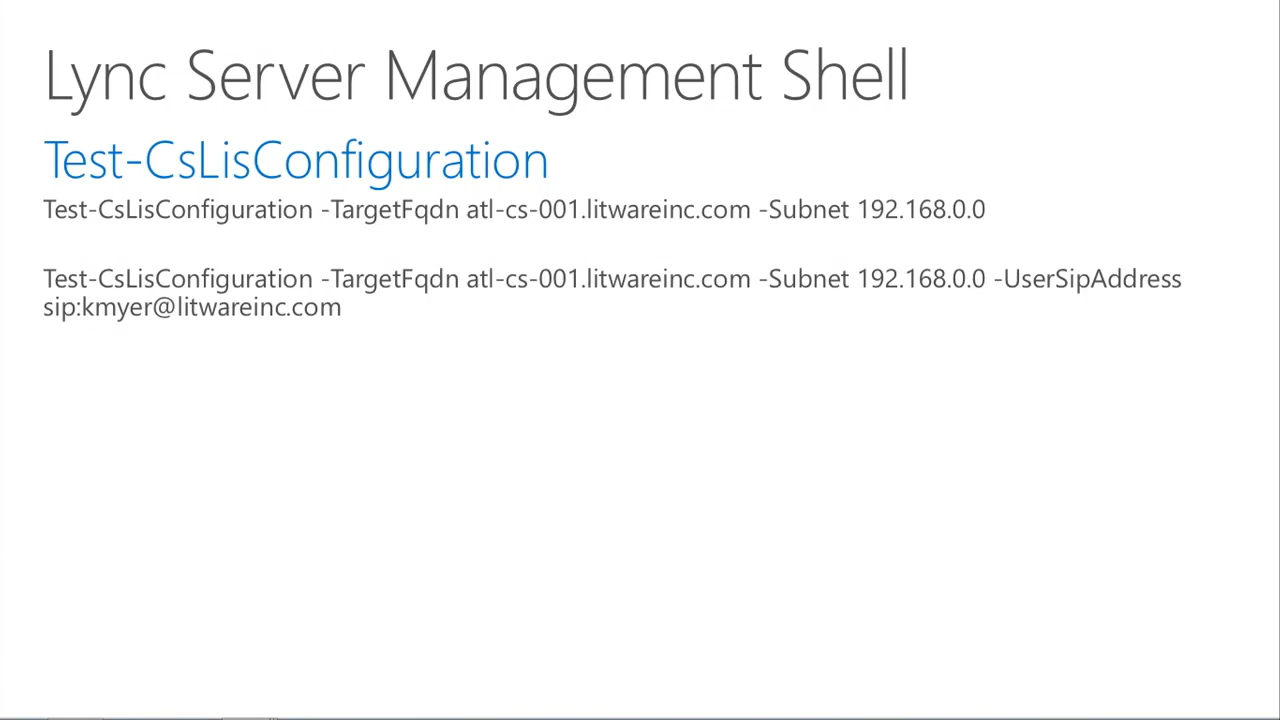 Lync Server Management Shell
Test-CsLisConfiguration
Test-CsLisConfiguration -TargetFqdn atl-cs-001.litwareinc.com -Subnet 192.168.0.0
Test-CsLisConfiguration -TargetFqdn atl-cs-001.litwareinc.com -Subnet 192.168.0.0 -UserSipAddress
sip:kmyer@litwareinc.com